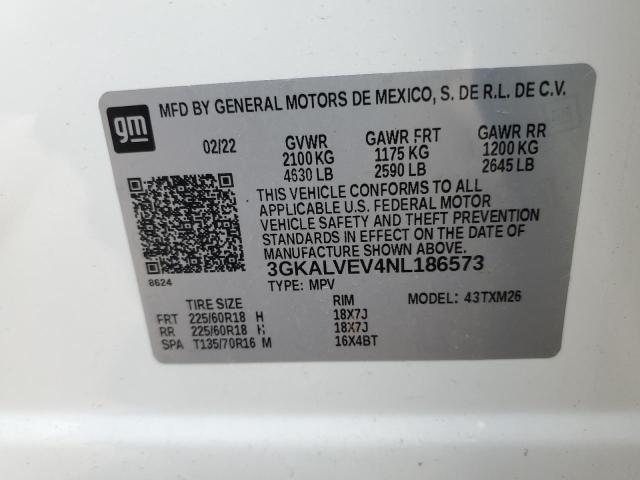 gm
MFD BY GENERAL MOTORS DE MEXICO, S. DE R.L. DE C.V.
02/22 GVWR GAWR FRT GAWR RR
2100 KG 1175 KG 1200 KG
4630 LB 2590 LB 2645 LB
THIS VEHICLE CONFORMS TO ALL
APPLICABLE U.S. FEDERAL MOTOR
VEHICLE SAFETY AND THEFT PREVENTION
STANDARDS IN EFFECT ON THE DATE OF
MANUFACTURE SHOWN ABOVE.
3GKALVEV4NL186573
8624
TYPE: MPV
TIRE SIZE RIM MODEL: 43TXM26
FRT 225/60R18 H 18X7J
RR 225/60R18 H 18X7J
SPA T135/70R16 M 16X4BT